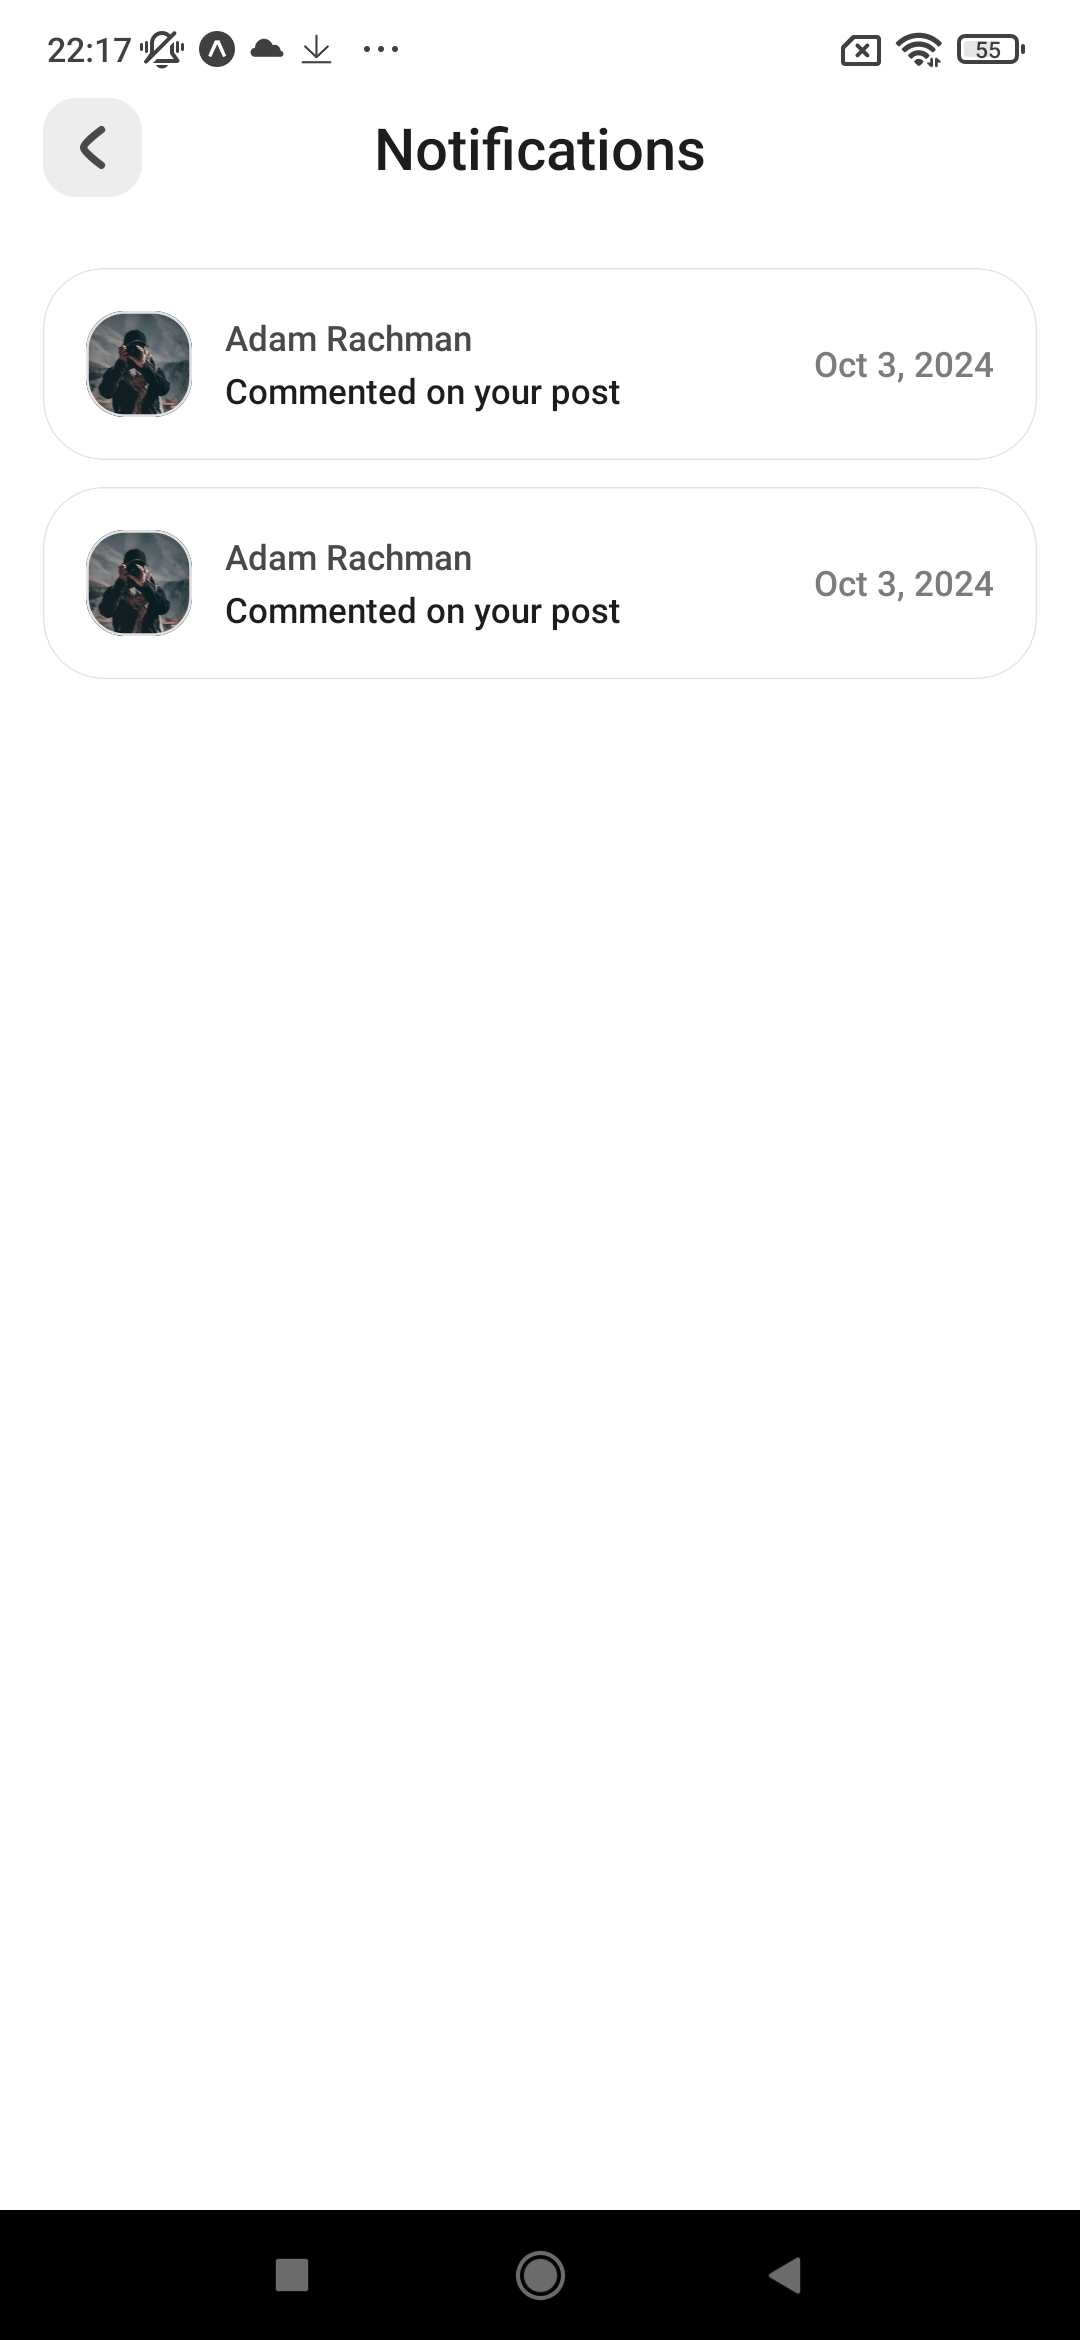 22:17
55
Notifications
Adam Rachman
Commented on your post
Oct 3, 2024
Adam Rachman
Commented on your post
Oct 3, 2024